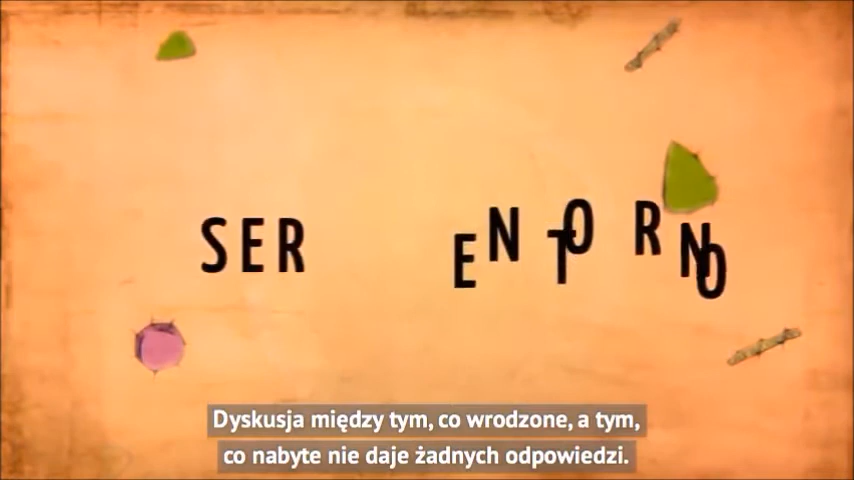 SER ENTORNO
Dyskusja między tym, co wrodzone, a tym,
co nabyte nie daje żadnych odpowiedzi.